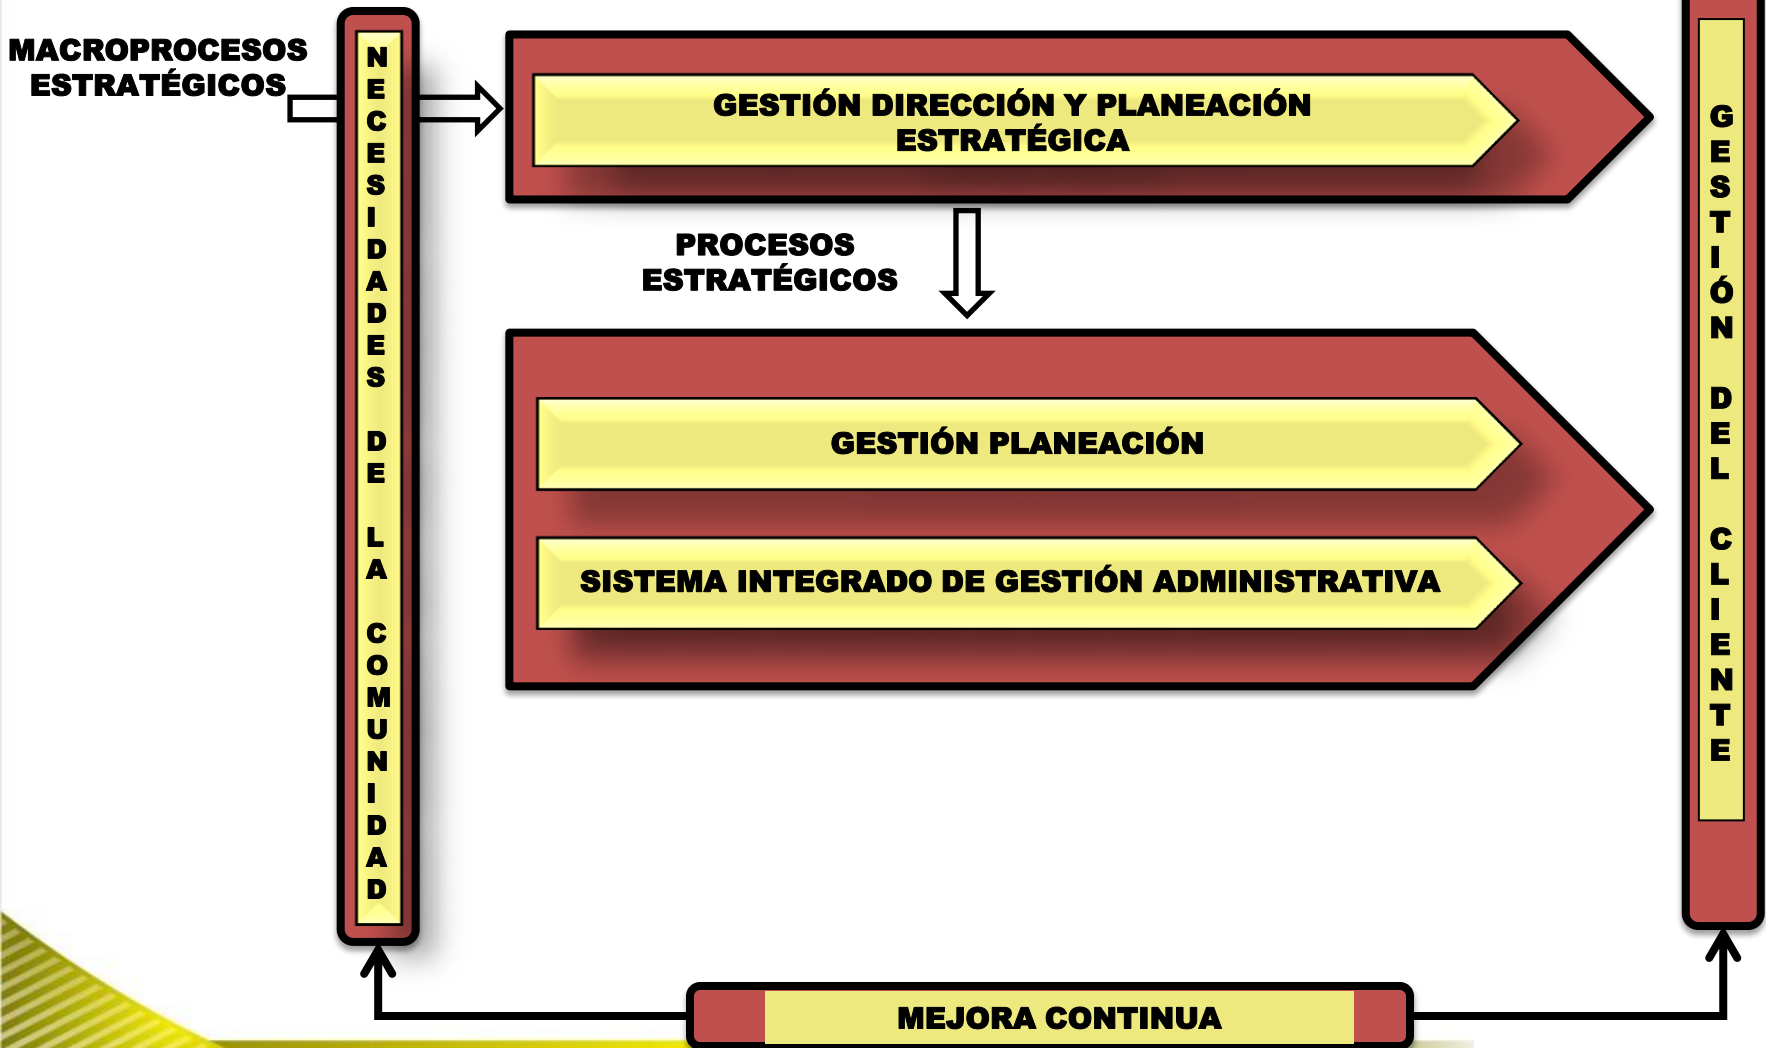 MACROPROCESOS
ESTRATÉGICOS
NECESIDADES DE LA COMUNIDAD
GESTIÓN DIRECCIÓN Y PLANEACIÓN
ESTRATÉGICA
PROCESOS
ESTRATÉGICOS
GESTIÓN PLANEACIÓN
SISTEMA INTEGRADO DE GESTIÓN ADMINISTRATIVA
GESTIÓN DEL CLIENTE
MEJORA CONTINUA